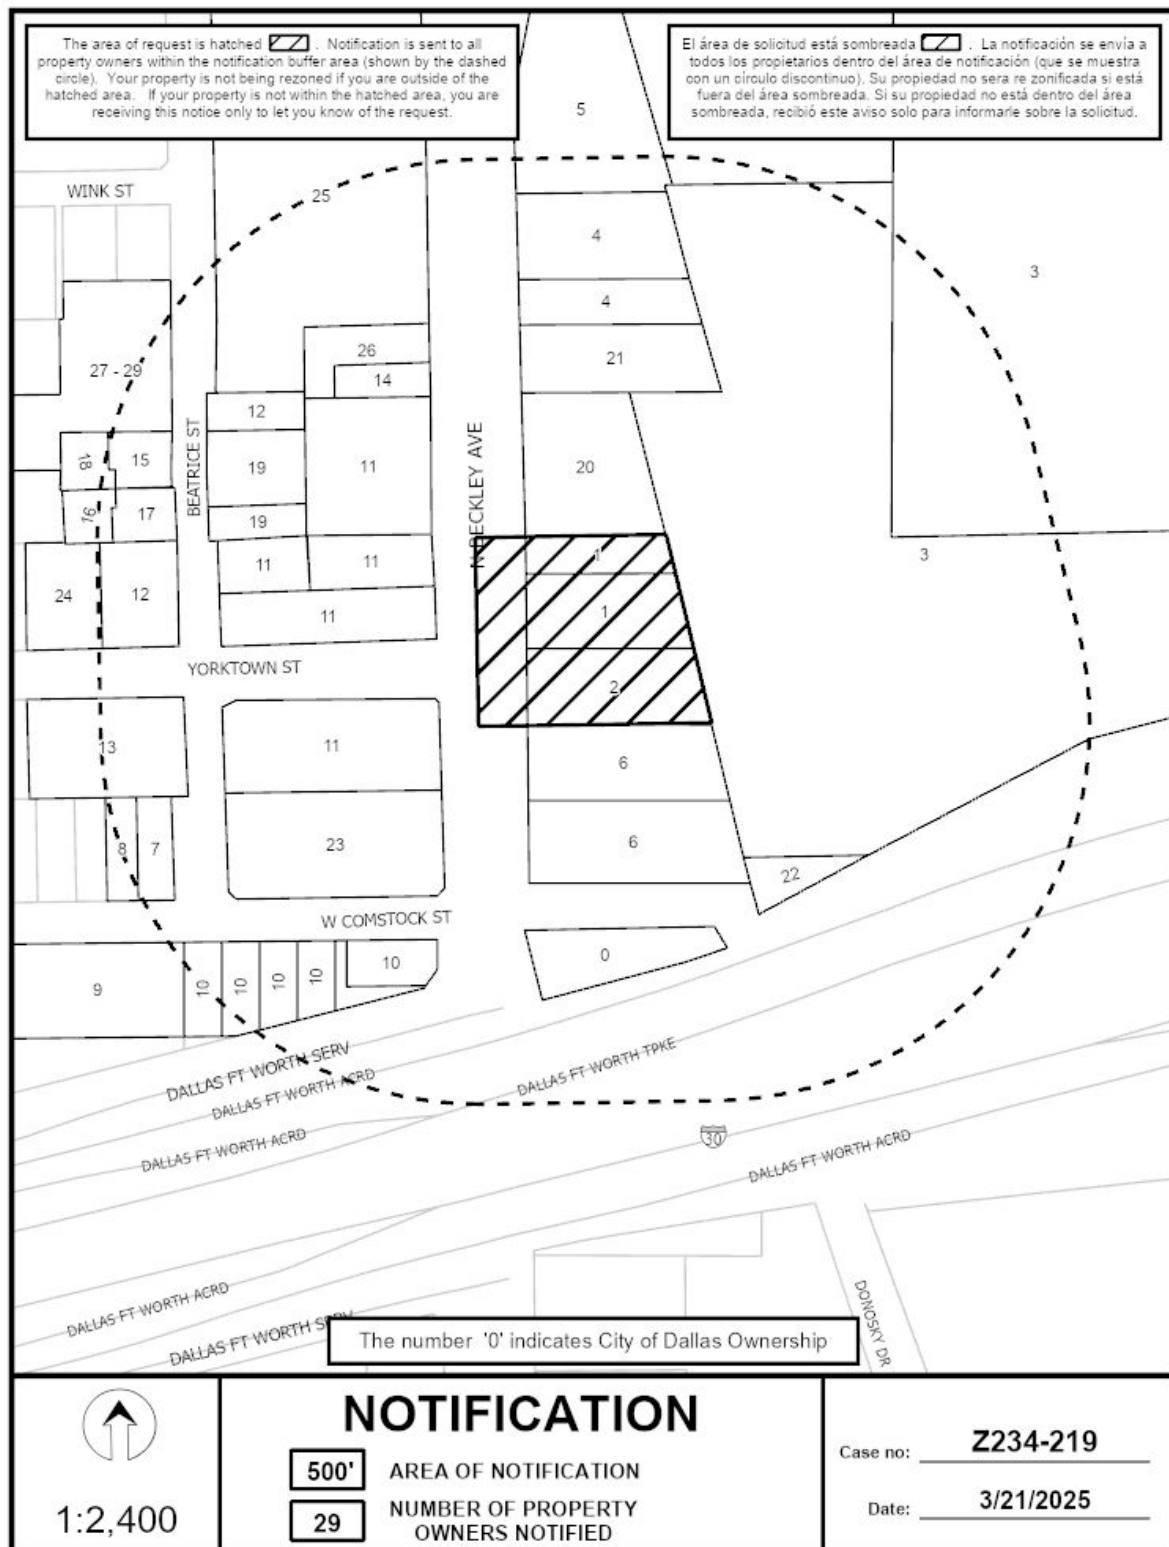 The area of request is hatched . Notification is sent to all
property owners within the notification buffer area (shown by the dashed
circle). Your property is not being rezoned if you are outside of the
hatched area. If your property is not within the hatched area, you are
receiving this notice only to let you know of the request.
El área de solicitud está sombreada . La notificación se envía a
todos los propietarios dentro del área de notificación (que se muestra
con un círculo discontinuo). Su propiedad no sera re zonificada si está
fuera del área sombreada. Si su propiedad no está dentro del área
sombreada, recibió este aviso solo para informarle sobre la solicitud.
5
WINK ST
25
4
3
4
26
21
27 - 29
14
12
BEATRICE ST
N BECKLEY AVE
18
15
19
11
20
16
17
19
1
3
11
11
24
12
1
11
YORKTOWN ST
2
13
11
6
8
7
23
6
22
W COMSTOCK ST
9
10
10
10
10
10
0
DALLAS FT WORTH SERV
DALLAS FT WORTH ACRD
DALLAS FT WORTH TPKE
DALLAS FT WORTH ACRD
30
DALLAS FT WORTH ACRD
DALLAS FT WORTH ACRD
DALLAS FT WORTH SERV
DONOSKY DR
The number '0' indicates City of Dallas Ownership
1:2,400
NOTIFICATION
500' AREA OF NOTIFICATION
29 NUMBER OF PROPERTY
OWNERS NOTIFIED
Case no: Z234-219
Date: 3/21/2025